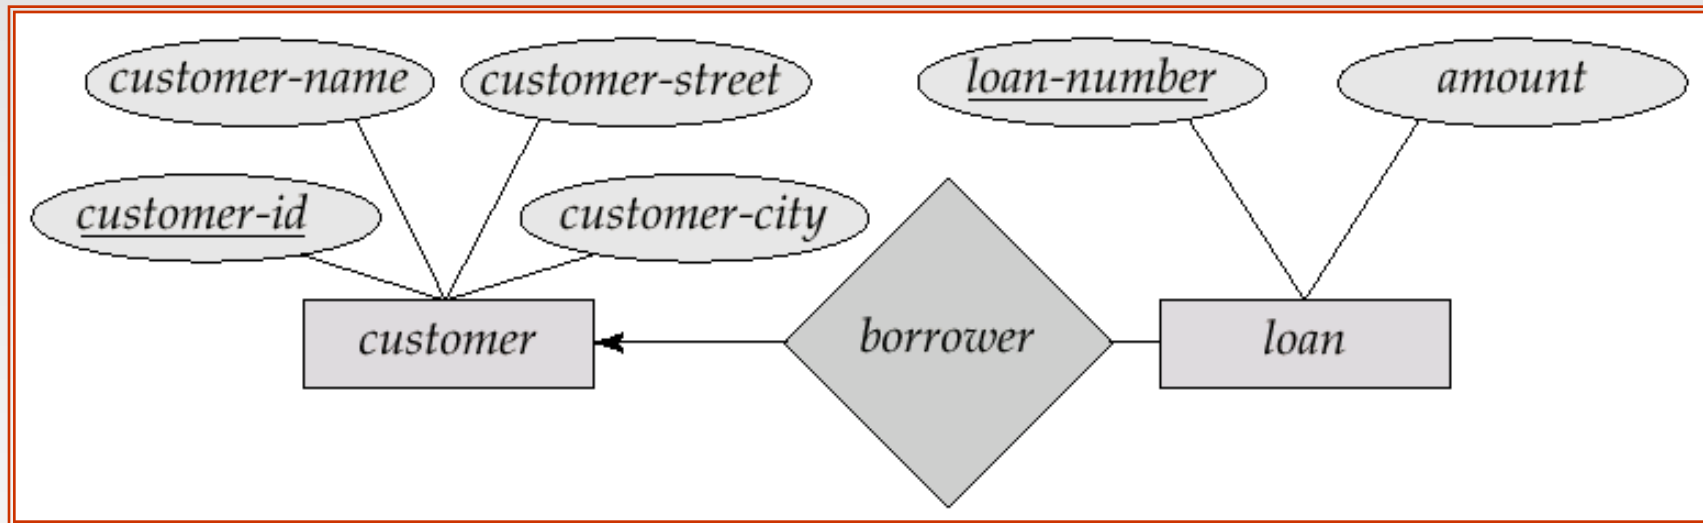 customer-name
customer-street
loan-number
amount
customer-id
customer-city
customer
borrower
loan